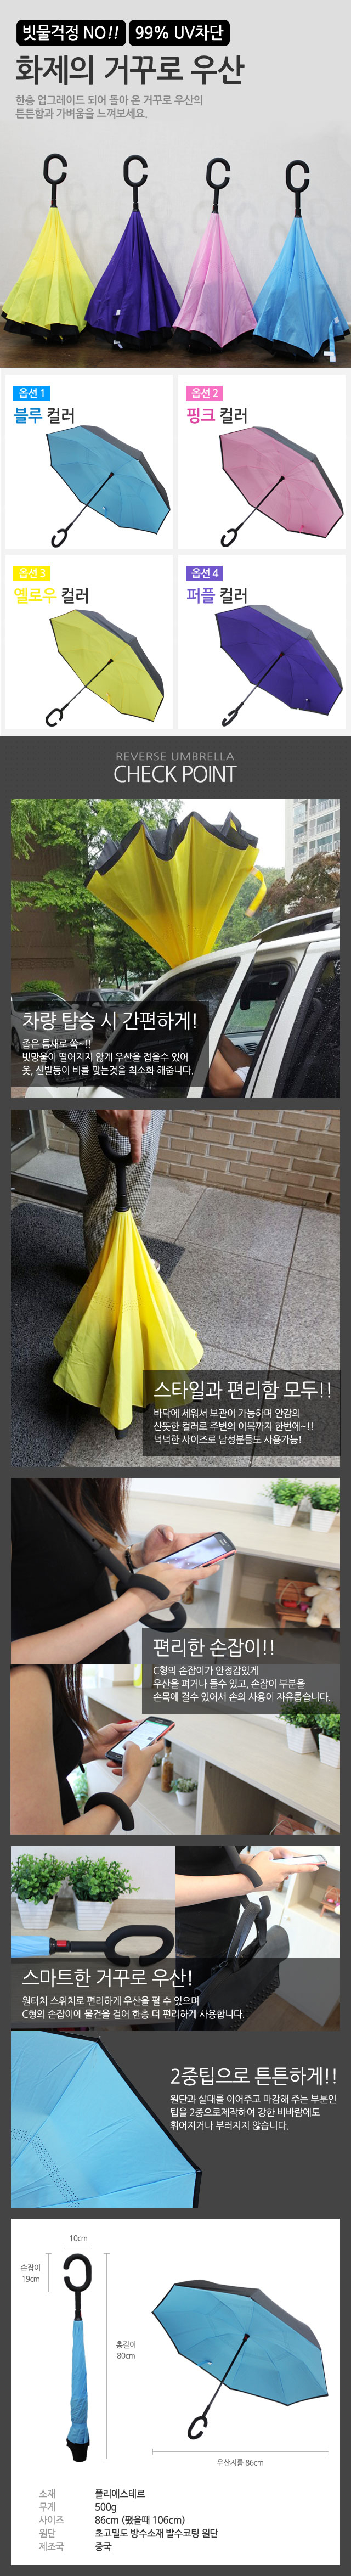 빗물걱정 NO!! 99% UV차단
화제의 거꾸로 우산
한층 업그레이드 되어 돌아 온 거꾸로 우산의
튼튼함과 가벼움을 느껴보세요.
옵션 1
블루 컬러
옵션 2
핑크 컬러
옵션 3
옐로우 컬러
옵션 4
퍼플 컬러
REVERSE UMBRELLA
CHECK POINT
차량 탑승 시 간편하게!
좁은 틈새로 쏙~!!
빗망울이 떨어지지 않게 우산을 접을수 있어
옷, 신발등이 비를 맞는것을 최소화 해줍니다.
스타일과 편리함 모두!!
바닥에 세워서 보관이 가능하며 안감의
산뜻한 컬러로 주변의 이목까지 한번에~!!
넉넉한 사이즈로 남성분들도 사용가능!
편리한 손잡이!!
C형의 손잡이가 안정감있게
우산을 펴거나 들수 있고, 손잡이 부분을
손목에 걸수 있어서 손의 사용이 자유롭습니다.
스마트한 거꾸로 우산!
원터치 스위치로 편리하게 우산을 펼 수 있으며
C형의 손잡이에 물건을 걸어 한층 더 편리하게 사용합니다.
2중팁으로 튼튼하게!!
원단과 살대를 이어주고 마감해 주는 부분인
팁을 2중으로제작하여 강한 비바람에도
휘어지거나 부러지지 않습니다.
10cm
손잡이
19cm
총길이
80cm
우산지름 86cm
소재 폴리에스테르
무게 500g
사이즈 86cm (폈을때 106cm)
원단 초고밀도 방수소재 발수코팅 원단
제조국 중국